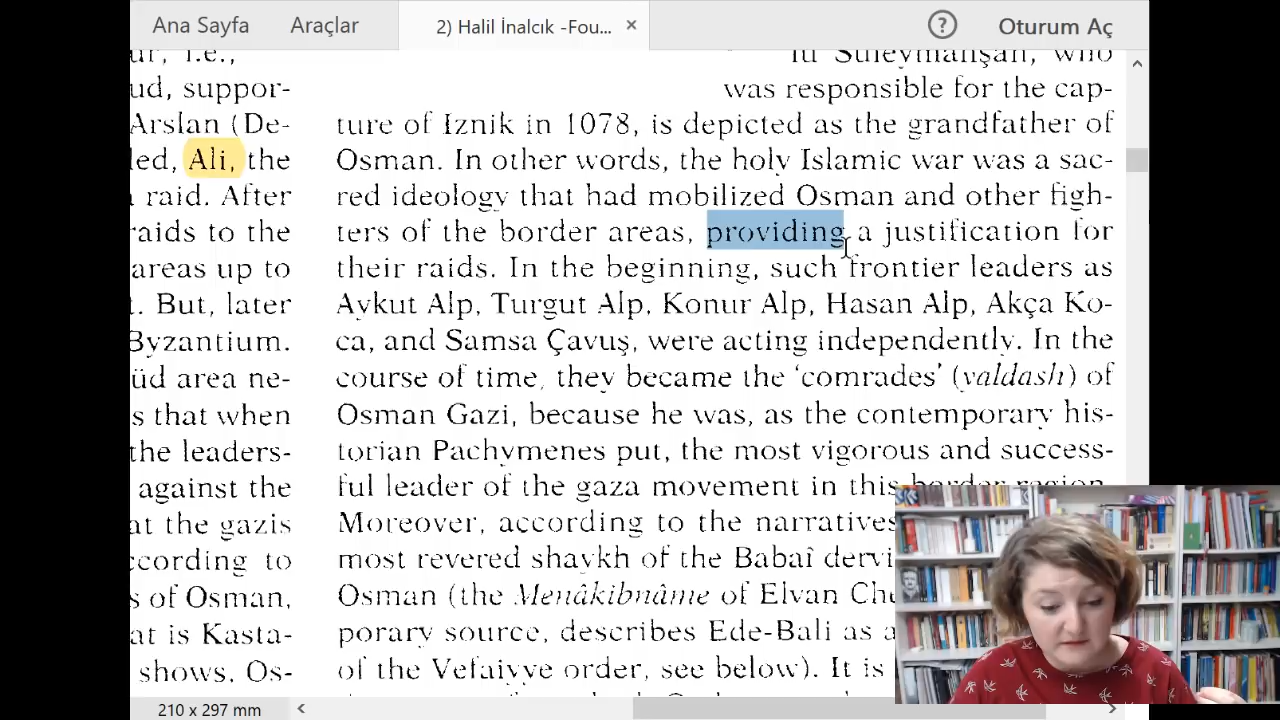 Ana Sayfa
Araçlar
2) Halil İnalcık -Fou...
×
?
Oturum Aç
ud, suppor-
Arslan (De-
led, Ali, the
raid. After
raids to the
areas up to
But, later
Byzantium.
üd area ne-
s that when
the leaders-
against the
at the gazis
ccording to
s of Osman,
at is Kasta-
shows, Os-
lu Süleymanşah, who
was responsible for the cap-
ture of Iznik in 1078, is depicted as the grandfather of
Osman. In other words, the holy Islamic war was a sac-
red ideology that had mobilized Osman and other figh-
ters of the border areas, providing a justification for
their raids. In the beginning, such frontier leaders as
Aykut Alp, Turgut Alp, Konur Alp, Hasan Alp, Akça Ko-
ca, and Samsa Çavuş, were acting independently. In the
course of time, they became the 'comrades' (yaldash) of
Osman Gazi, because he was, as the contemporary his-
torian Pachymenes put, the most vigorous and success-
ful leader of the gaza movement in this border region.
Moreover, according to the narratives
most revered shaykh of the Babaî dervi
Osman (the Menâkibnâme of Elvan Che
porary source, describes Ede-Bali as a
of the Vefaiyye order, see below). It is
210 x 297 mm